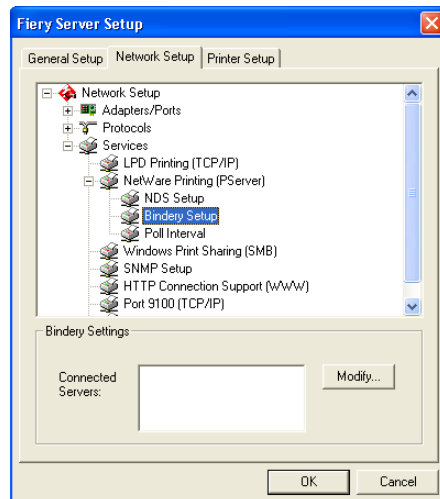 Fiery Server Setup
General Setup
Network Setup
Printer Setup
Network Setup
Adapters/Ports
Protocols
Services
LPD Printing (TCP/IP)
NetWare Printing (PServer)
NDS Setup
Bindery Setup
Poll Interval
Windows Print Sharing (SMB)
SNMP Setup
HTTP Connection Support (WWW)
Port 9100 (TCP/IP)
Bindery Settings
Connected
Servers:
Modify...
OK
Cancel